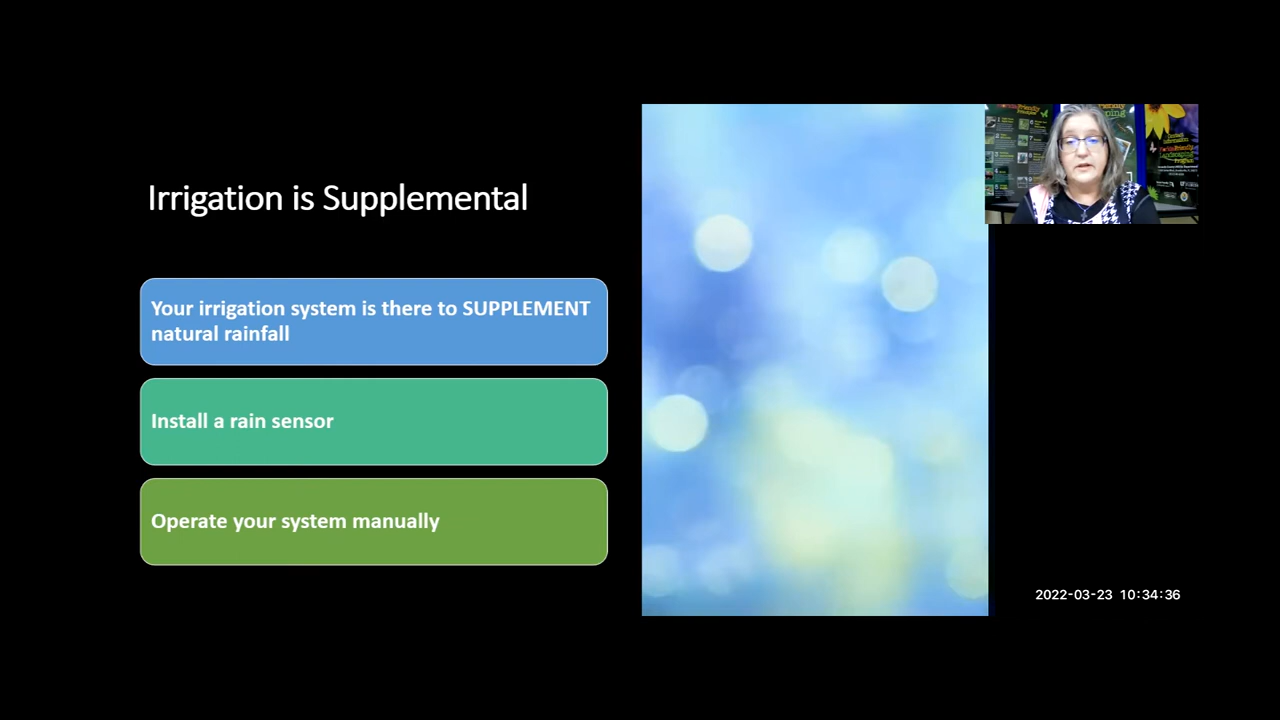 Irrigation is Supplemental
Your irrigation system is there to SUPPLEMENT
natural rainfall
Install a rain sensor
Operate your system manually
2022-03-23 10:34:36